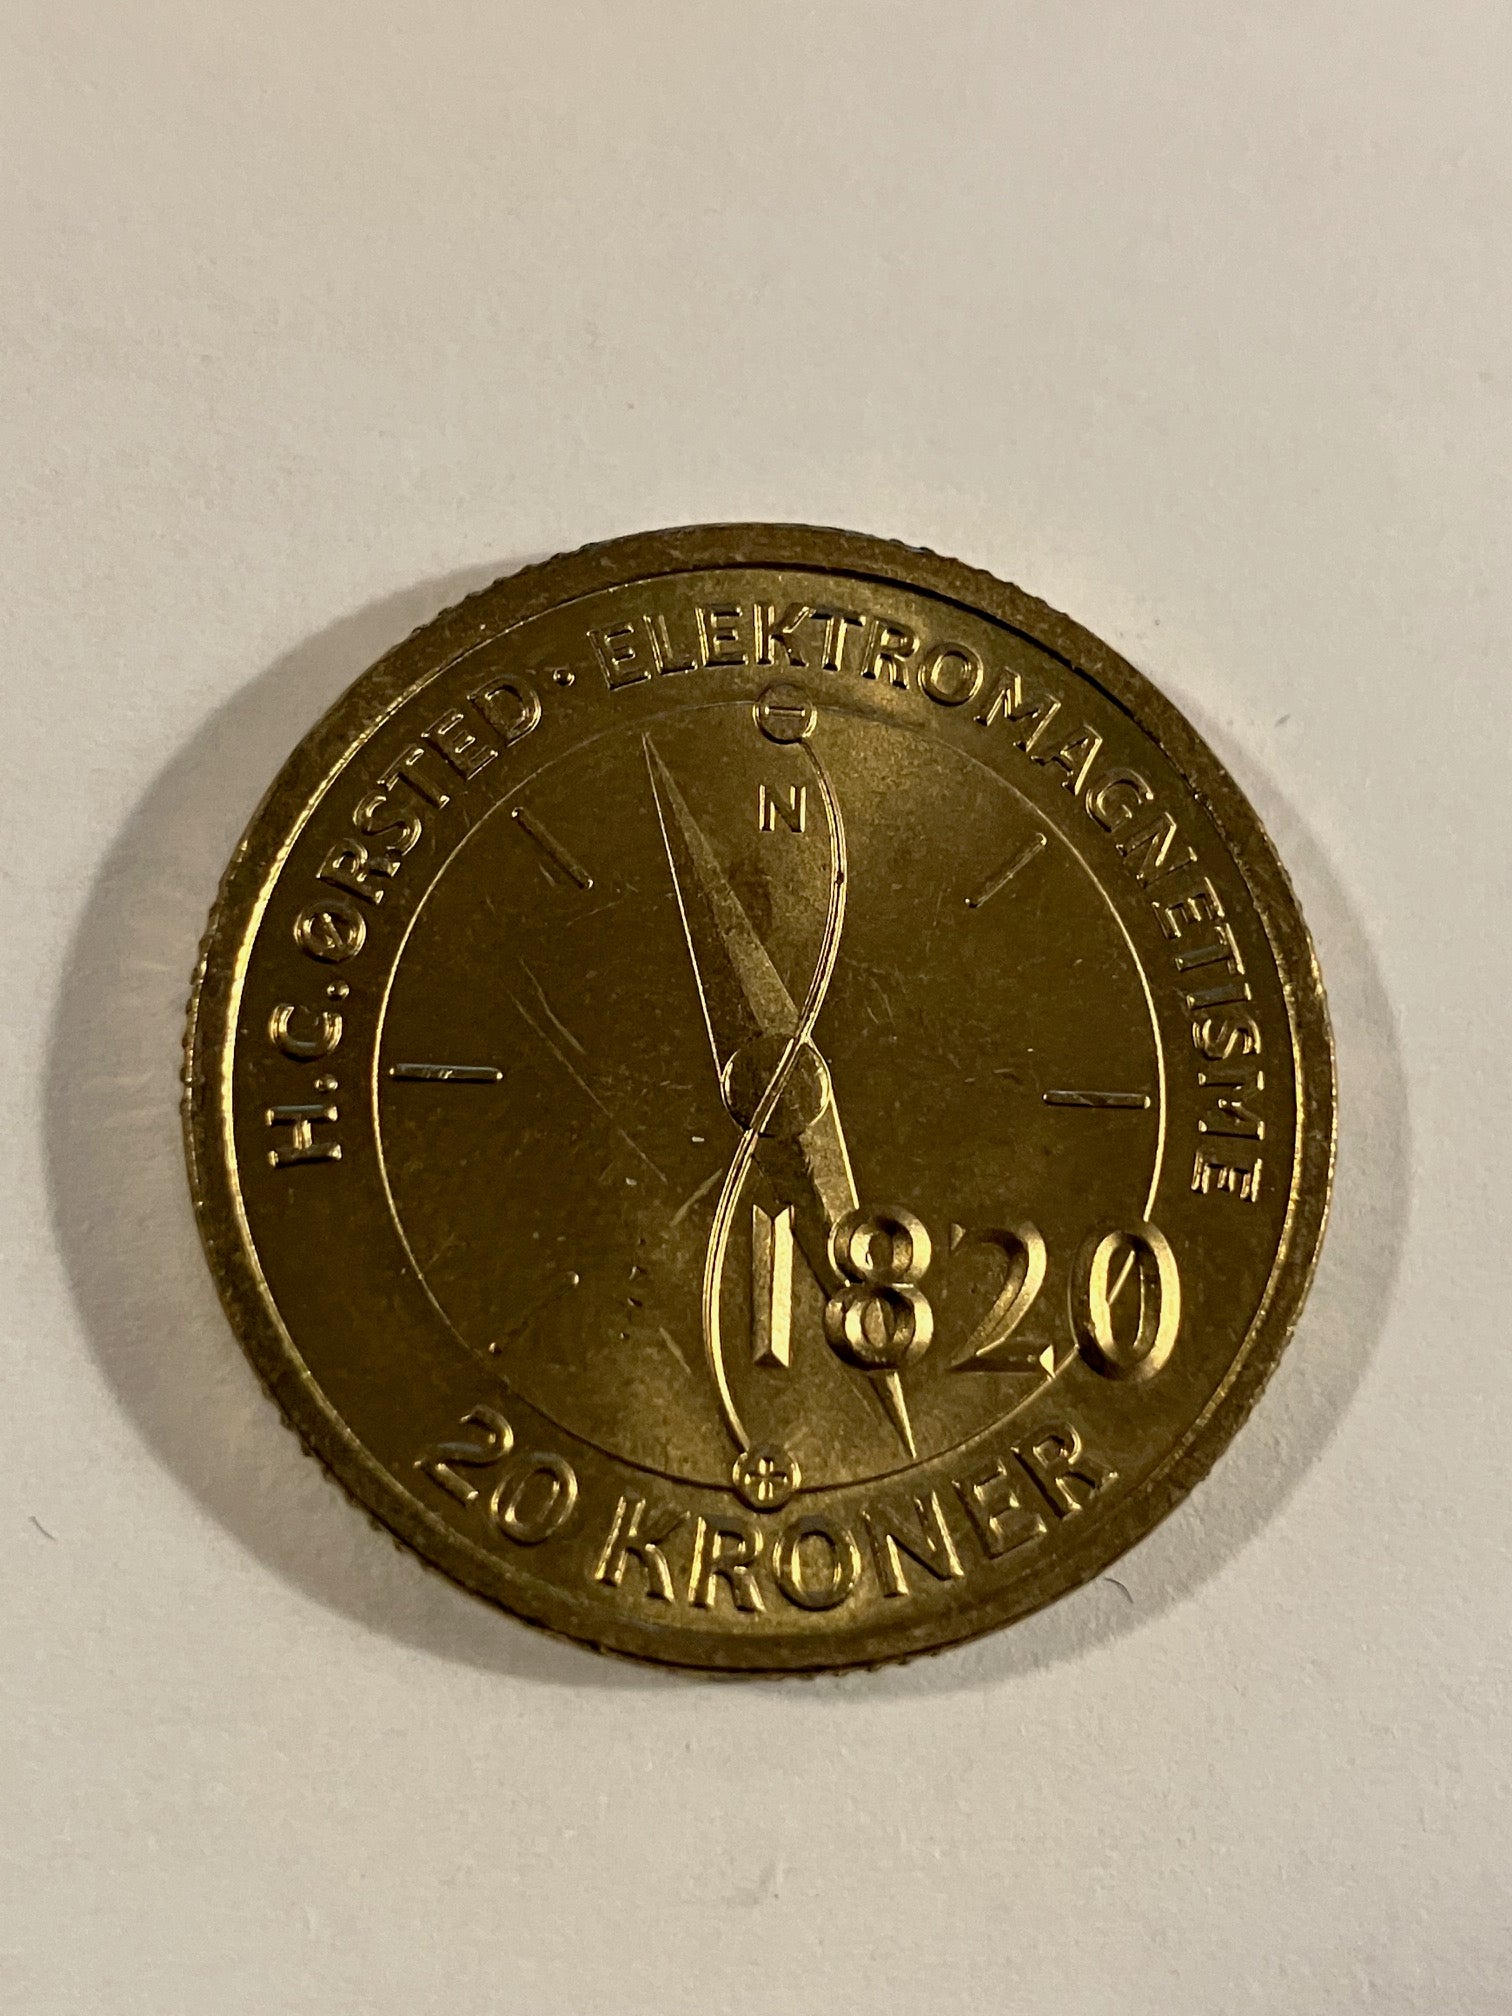 H.C.ØRSTED · ELEKTROMAGNETISME
−
N
1820
+
20 KRONER